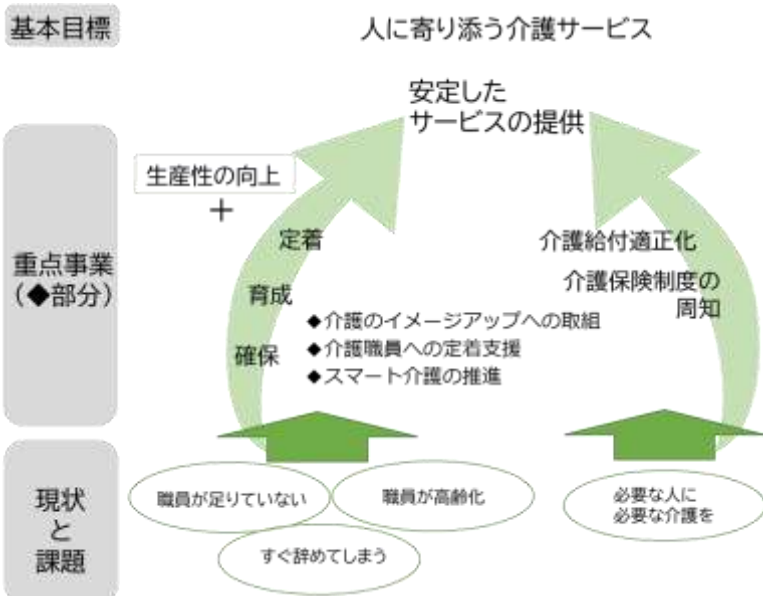 基本目標
人に寄り添う介護サービス
安定した
サービスの提供
生産性の向上
+
重点事業
(◆部分)
定着
育成
確保
介護給付適正化
介護保険制度の
周知
◆介護のイメージアップへの取組
◆介護職員への定着支援
◆スマート介護の推進
現状
と
課題
職員が足りていない
職員が高齢化
すぐ辞めてしまう
必要な人に
必要な介護を